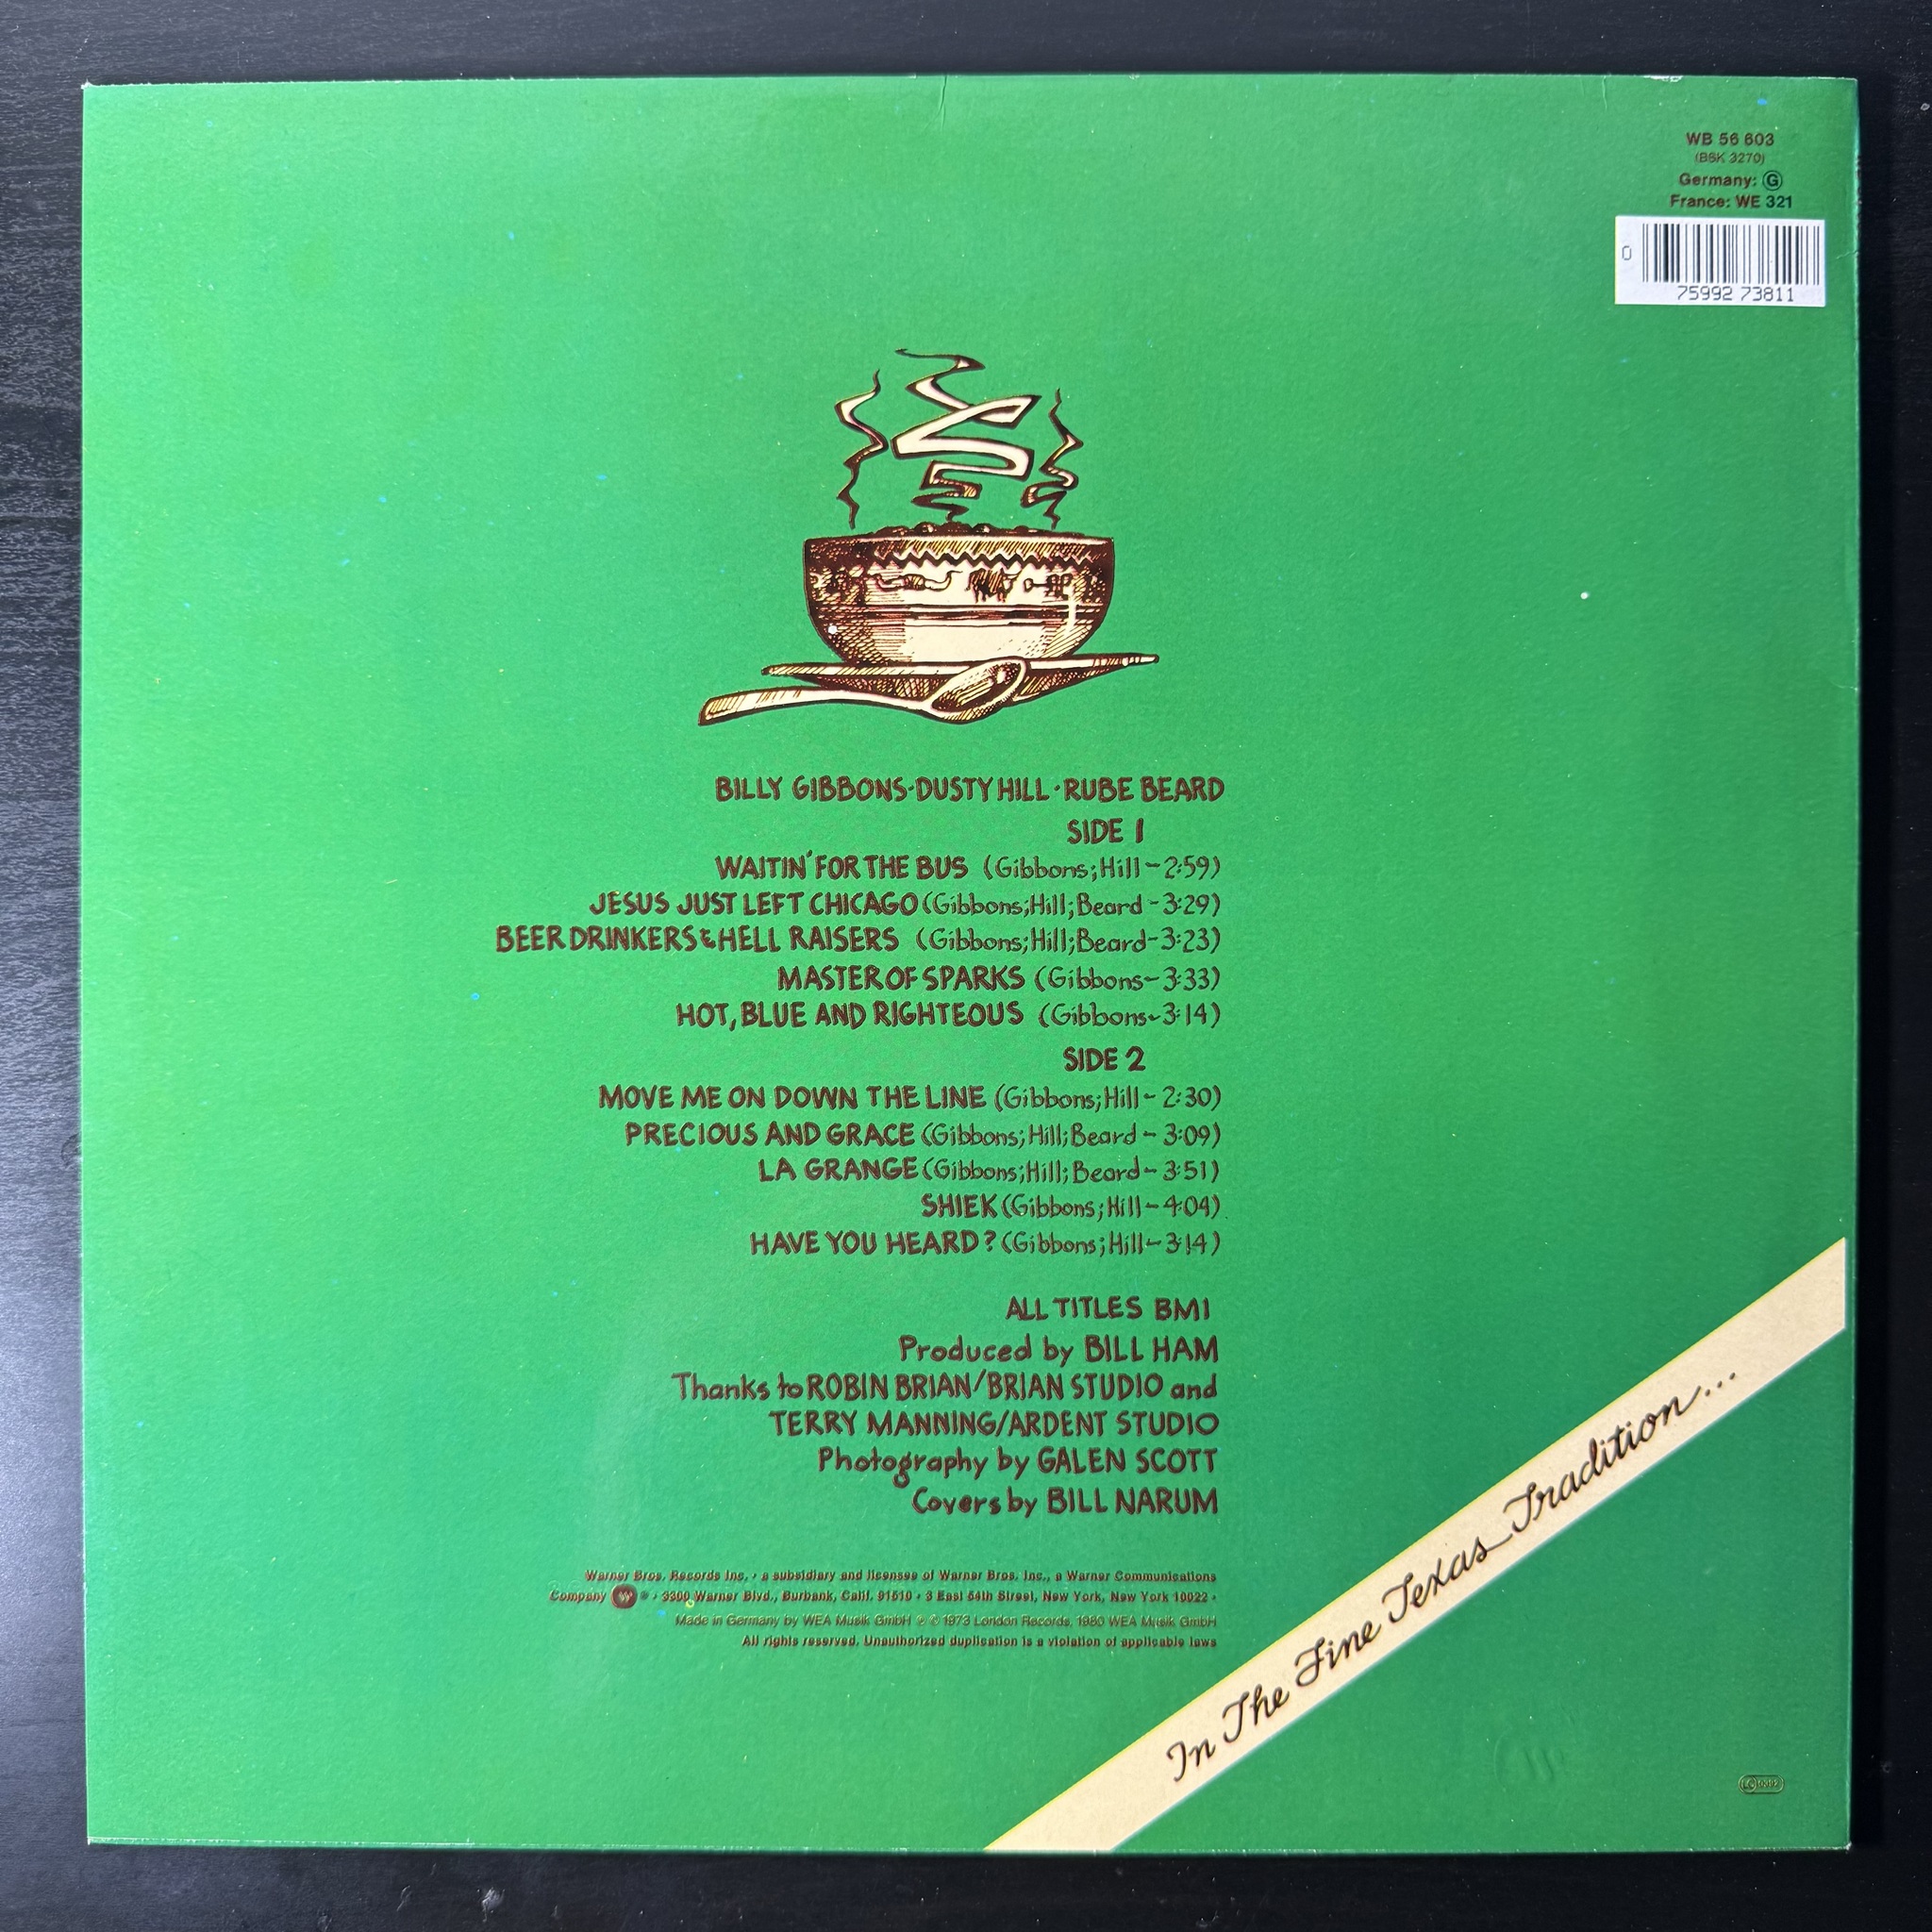 WB 56 603
(BSK 3270)
Germany: Ⓖ
France: WE 321
0
75992 73811
BILLY GIBBONS·DUSTY HILL·RUBE BEARD
SIDE 1
WAITIN' FOR THE BUS (Gibbons;Hill-2:59)
JESUS JUST LEFT CHICAGO (Gibbons;Hill;Beard-3:29)
BEER DRINKERS & HELL RAISERS (Gibbons;Hill;Beard-3:23)
MASTER OF SPARKS (Gibbons-3:33)
HOT, BLUE AND RIGHTEOUS (Gibbons-3:14)
SIDE 2
MOVE ME ON DOWN THE LINE (Gibbons;Hill-2:30)
PRECIOUS AND GRACE (Gibbons;Hill;Beard-3:09)
LA GRANGE (Gibbons;Hill;Beard-3:51)
SHIEK (Gibbons;Hill-4:04)
HAVE YOU HEARD? (Gibbons;Hill-3:14)
ALL TITLES BMI
Produced by BILL HAM
Thanks to ROBIN BRIAN/BRIAN STUDIO and
TERRY MANNING/ARDENT STUDIO
Photography by GALEN SCOTT
Covers by BILL NARUM
Warner Bros. Records Inc. · a subsidiary and licensee of Warner Bros. Inc., a Warner Communications
Company ® · 3300 Warner Blvd., Burbank, Calif. 91510 · 3 East 54th Street, New York, New York 10022 ·
Made in Germany by WEA Musik GmbH ℗ © 1973 London Records. 1980 WEA Musik GmbH
All rights reserved. Unauthorized duplication is a violation of applicable laws
In The Fine Texas Tradition...
LC